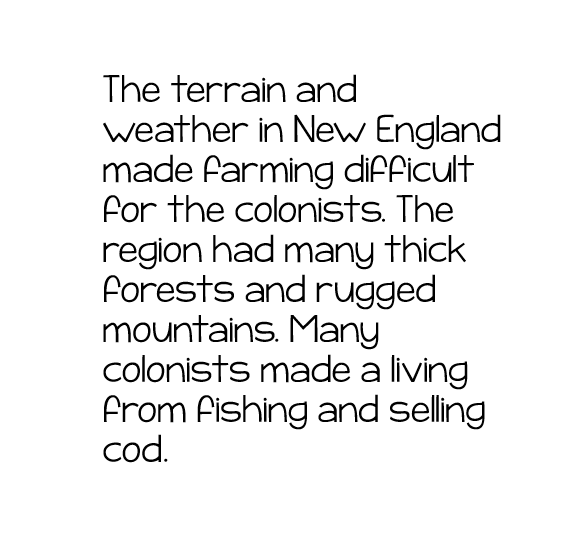 The terrain and
weather in New England
made farming difficult
for the colonists. The
region had many thick
forests and rugged
mountains. Many
colonists made a living
from fishing and selling
cod.